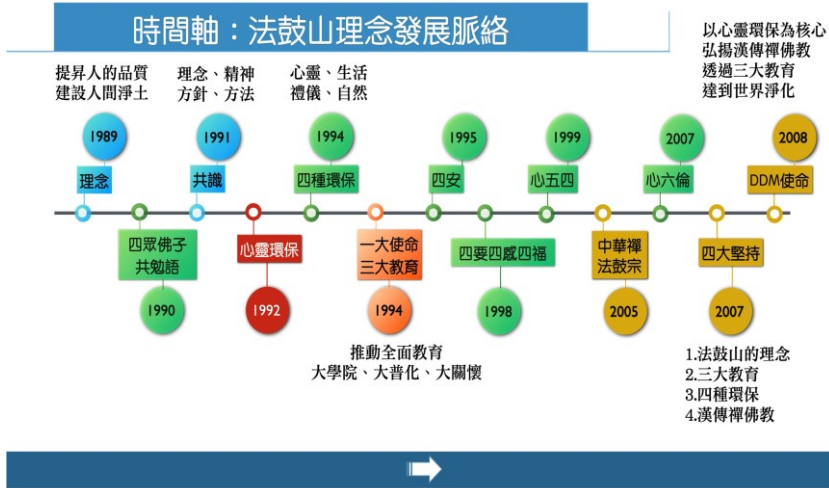 時間軸：法鼓山理念發展脈絡
以心靈環保為核心
弘揚漢傳禪佛教
透過三大教育
達到世界淨化
提昇人的品質
建設人間淨土
理念、精神
方針、方法
心靈、生活
禮儀、自然
1989
1991
1994
1995
1999
2007
2008
理念
共識
四種環保
四安
心五四
心六倫
DDM使命
四眾佛子
共勉語
心靈環保
一大使命
三大教育
四要四感四福
中華禪
法鼓宗
四大堅持
1990
1992
1994
1998
2005
2007
推動全面教育
大學院、大普化、大關懷
1.法鼓山的理念
2.三大教育
3.四種環保
4.漢傳禪佛教